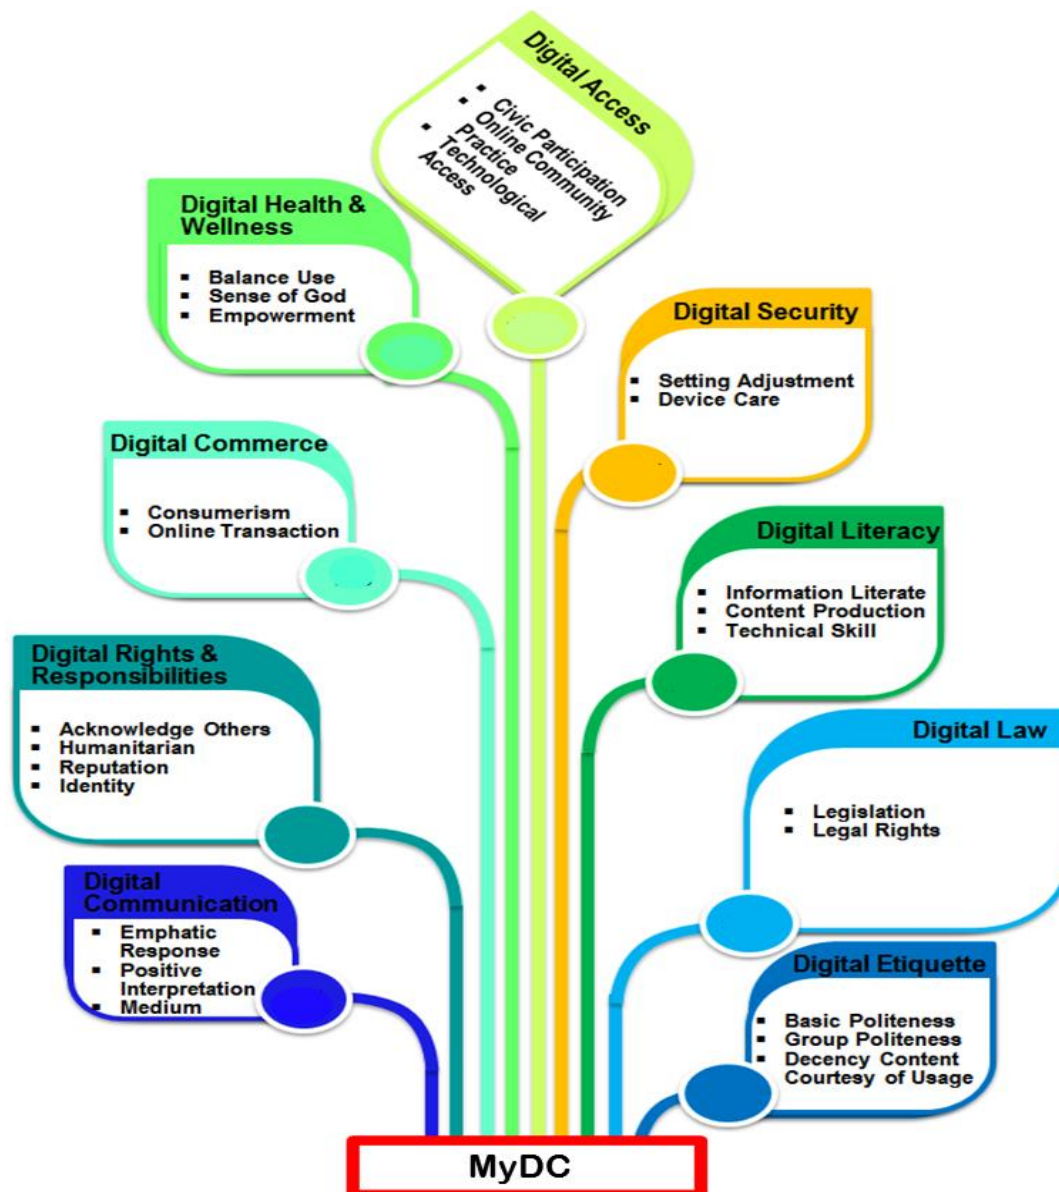 Digital Access
▪ Civic Participation
▪ Online Community
Practice
▪ Technological
Access
Digital Health &
Wellness
▪ Balance Use
▪ Sense of God
▪ Empowerment
Digital Security
▪ Setting Adjustment
▪ Device Care
Digital Commerce
▪ Consumerism
▪ Online Transaction
Digital Literacy
▪ Information Literate
▪ Content Production
▪ Technical Skill
Digital Rights &
Responsibilities
▪ Acknowledge Others
▪ Humanitarian
▪ Reputation
▪ Identity
Digital Law
▪ Legislation
▪ Legal Rights
Digital
Communication
▪ Emphatic
Response
▪ Positive
Interpretation
▪ Medium
Digital Etiquette
▪ Basic Politeness
▪ Group Politeness
▪ Decency Content
Courtesy of Usage
MyDC